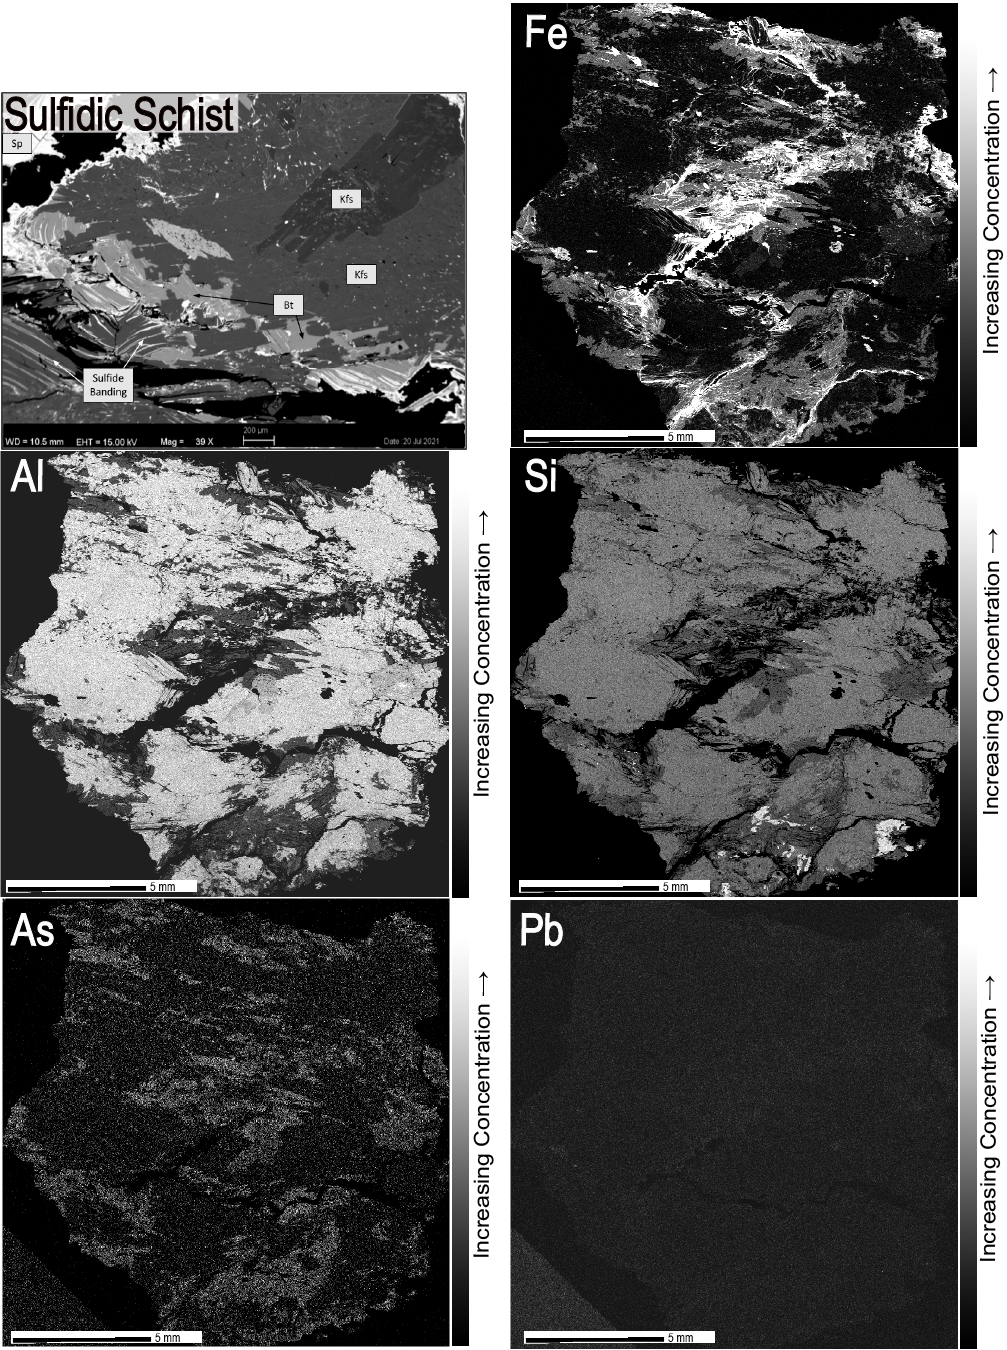 Sulfidic Schist
Sp
Kfs
Kfs
Bt
Sulfide
Banding
200 µm
WD = 10.5 mm EHT = 15.00 kV Mag = 39 X Date :20 Jul 2021
Fe
5 mm
Increasing Concentration →
Al
5 mm
Increasing Concentration →
Si
5 mm
Increasing Concentration →
As
5 mm
Increasing Concentration →
Pb
5 mm
Increasing Concentration →